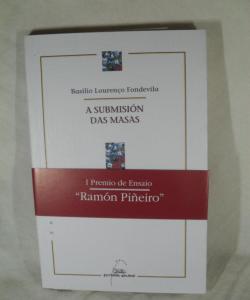 Basilio Lourenço Fondevila
A SUBMISIÓN
DAS MASAS
I Premio de Ensaio
"Ramón Piñeiro"